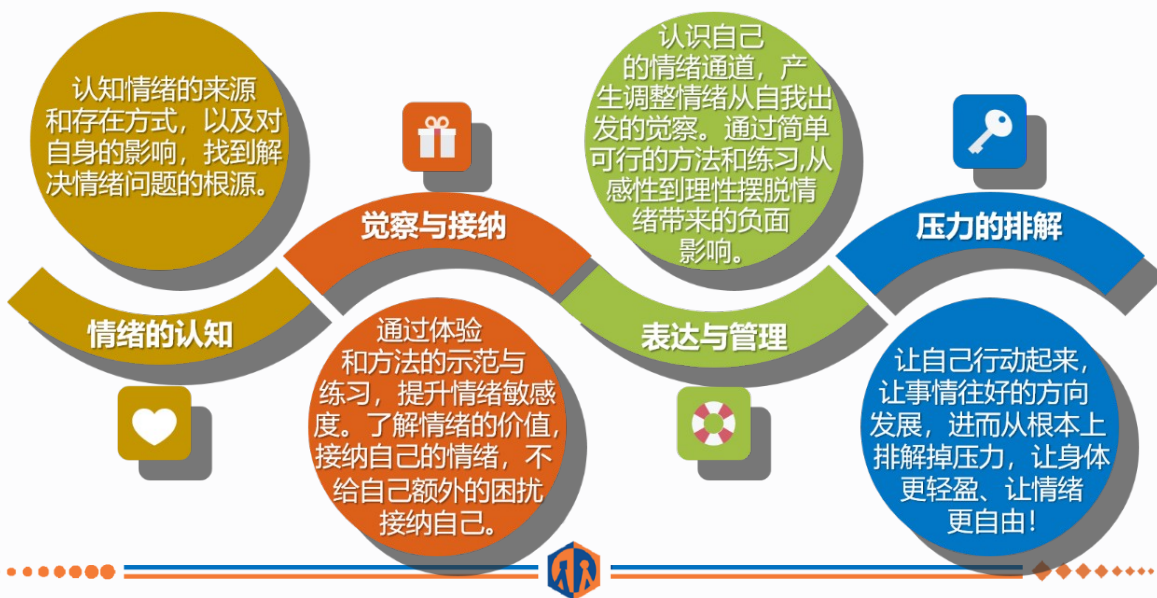 认知情绪的来源
和存在方式，以及对
自身的影响，找到解
决情绪问题的根源。
情绪的认知
觉察与接纳
通过体验
和方法的示范与
练习，提升情绪敏感
度。了解情绪的价值，
接纳自己的情绪，不
给自己额外的困扰
接纳自己。
认识自己
的情绪通道，产
生调整情绪从自我出
发的觉察。通过简单
可行的方法和练习,从
感性到理性摆脱情
绪带来的负面
影响。
表达与管理
压力的排解
让自己行动起来，
让事情往好的方向
发展，进而从根本上
排解掉压力，让身体
更轻盈、让情绪
更自由！